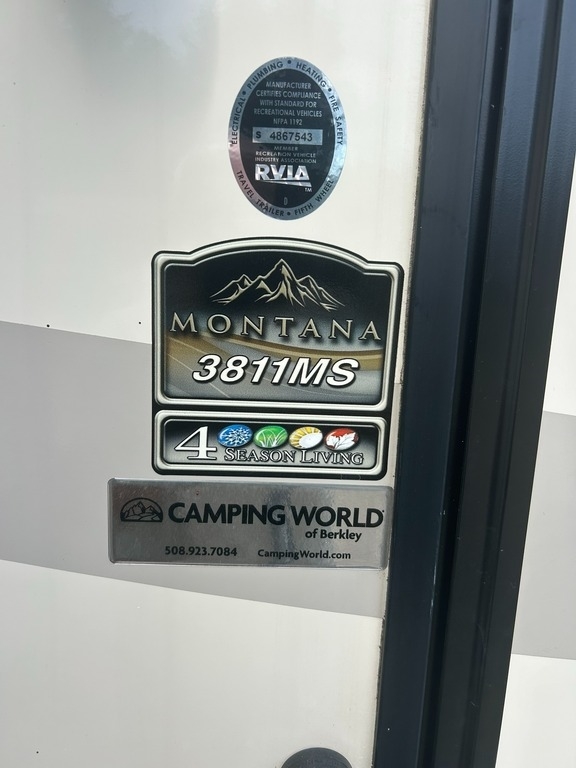 ELECTRICAL • PLUMBING • HEATING • FIRE SAFETY
MANUFACTURER
CERTIFIES COMPLIANCE
WITH STANDARD FOR
RECREATIONAL VEHICLES
NFPA 1192
S 4867543
MEMBER
RECREATION VEHICLE
INDUSTRY ASSOCIATION
RVIA
TM
0
TRAVEL TRAILER • FIFTH WHEEL
MONTANA
3811MS
4
SEASON LIVING
CAMPING WORLD
of Berkley
508.923.7084 CampingWorld.com